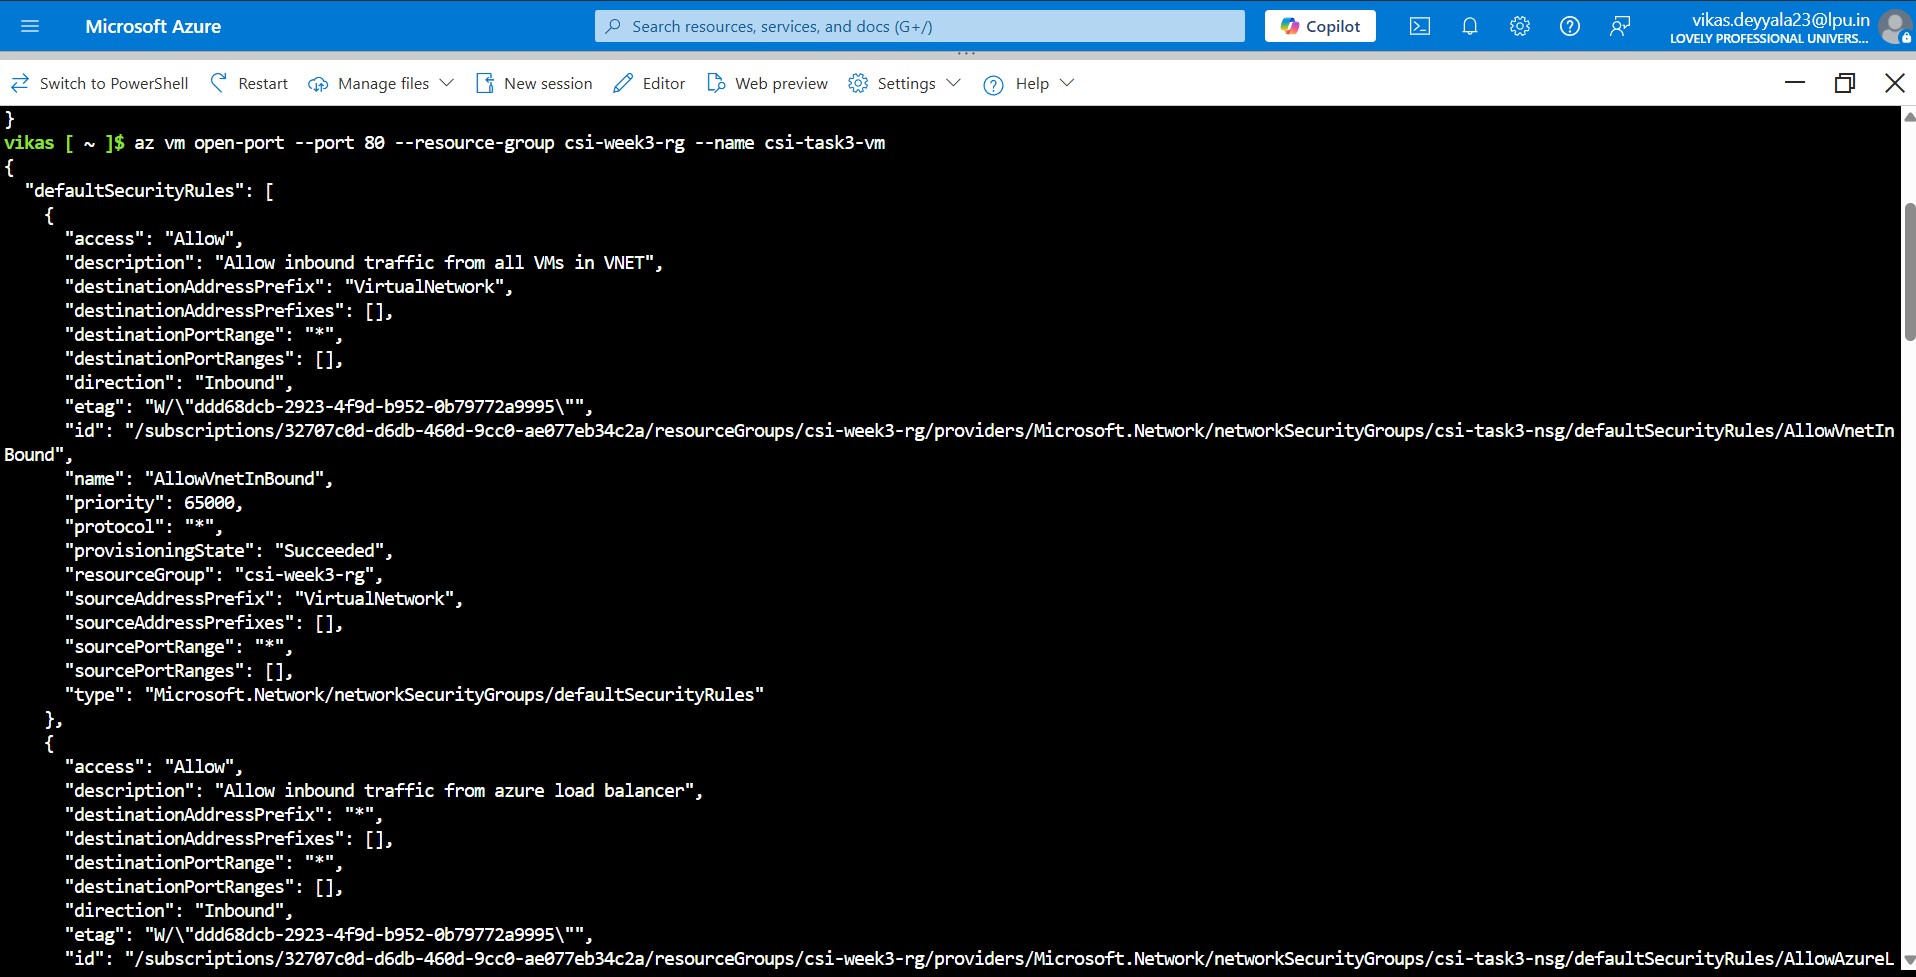 Microsoft Azure
Search resources, services, and docs (G+/)
Copilot
vikas.deyyala23@lpu.in
LOVELY PROFESSIONAL UNIVERS...
Switch to PowerShell
Restart
Manage files
New session
Editor
Web preview
Settings
Help
}
vikas [ ~ ]$ az vm open-port --port 80 --resource-group csi-week3-rg --name csi-task3-vm
{
  "defaultSecurityRules": [
    {
      "access": "Allow",
      "description": "Allow inbound traffic from all VMs in VNET",
      "destinationAddressPrefix": "VirtualNetwork",
      "destinationAddressPrefixes": [],
      "destinationPortRange": "*",
      "destinationPortRanges": [],
      "direction": "Inbound",
      "etag": "W/\"ddd68dcb-2923-4f9d-b952-0b79772a9995\"",
      "id": "/subscriptions/32707c0d-d6db-460d-9cc0-ae077eb34c2a/resourceGroups/csi-week3-rg/providers/Microsoft.Network/networkSecurityGroups/csi-task3-nsg/defaultSecurityRules/AllowVnetIn
Bound",
      "name": "AllowVnetInBound",
      "priority": 65000,
      "protocol": "*",
      "provisioningState": "Succeeded",
      "resourceGroup": "csi-week3-rg",
      "sourceAddressPrefix": "VirtualNetwork",
      "sourceAddressPrefixes": [],
      "sourcePortRange": "*",
      "sourcePortRanges": [],
      "type": "Microsoft.Network/networkSecurityGroups/defaultSecurityRules"
    },
    {
      "access": "Allow",
      "description": "Allow inbound traffic from azure load balancer",
      "destinationAddressPrefix": "*",
      "destinationAddressPrefixes": [],
      "destinationPortRange": "*",
      "destinationPortRanges": [],
      "direction": "Inbound",
      "etag": "W/\"ddd68dcb-2923-4f9d-b952-0b79772a9995\"",
      "id": "/subscriptions/32707c0d-d6db-460d-9cc0-ae077eb34c2a/resourceGroups/csi-week3-rg/providers/Microsoft.Network/networkSecurityGroups/csi-task3-nsg/defaultSecurityRules/AllowAzureL